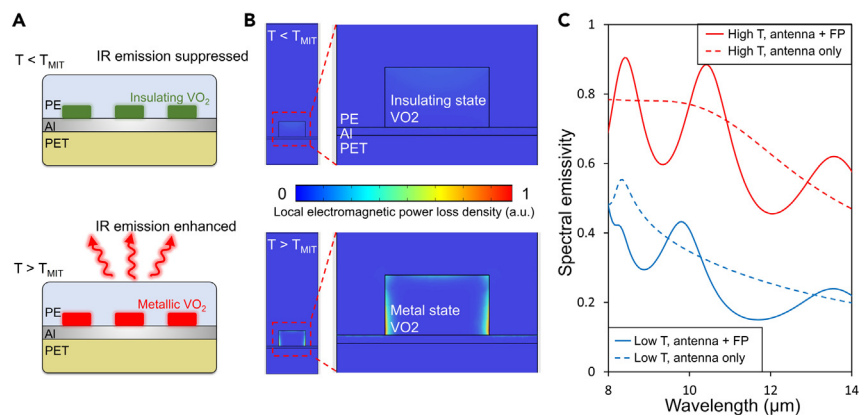 A
T < T_MIT
IR emission suppressed
PE
Insulating VO₂
Al
PET
IR emission enhanced
T > T_MIT
PE
Metallic VO₂
Al
PET
B
T < T_MIT
Insulating state
VO2
PE
Al
PET
0
1
Local electromagnetic power loss density (a.u.)
T > T_MIT
Metal state
VO2
C
1
0.8
0.6
0.4
0.2
0
Spectral emissivity
High T, antenna + FP
High T, antenna only
Low T, antenna + FP
Low T, antenna only
8
10
12
14
Wavelength (μm)